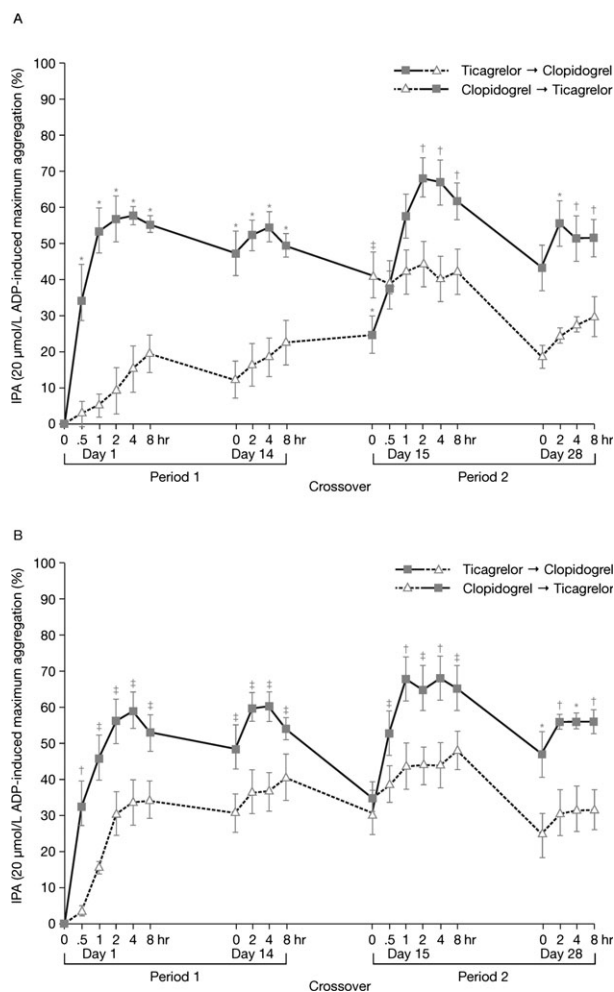 A
100
90
80
70
60
50
40
30
20
10
0
IPA (20 µmol/L ADP-induced maximum aggregation (%)
Ticagrelor → Clopidogrel
Clopidogrel → Ticagrelor
* * * * * * * * * * ‡ * † † † * † †
0 .5 1 2 4 8 hr 0 2 4 8 hr 0 .5 1 2 4 8 hr 0 2 4 8 hr
Day 1 Day 14 Day 15 Day 28
Period 1 Period 2
Crossover
B
100
90
80
70
60
50
40
30
20
10
0
IPA (20 µmol/L ADP-induced maximum aggregation (%)
Ticagrelor → Clopidogrel
Clopidogrel → Ticagrelor
† ‡ ‡ ‡ ‡ ‡ ‡ ‡ ‡ ‡ † ‡ † ‡ * † * †
0 .5 1 2 4 8 hr 0 2 4 8 hr 0 .5 1 2 4 8 hr 0 2 4 8 hr
Day 1 Day 14 Day 15 Day 28
Period 1 Period 2
Crossover